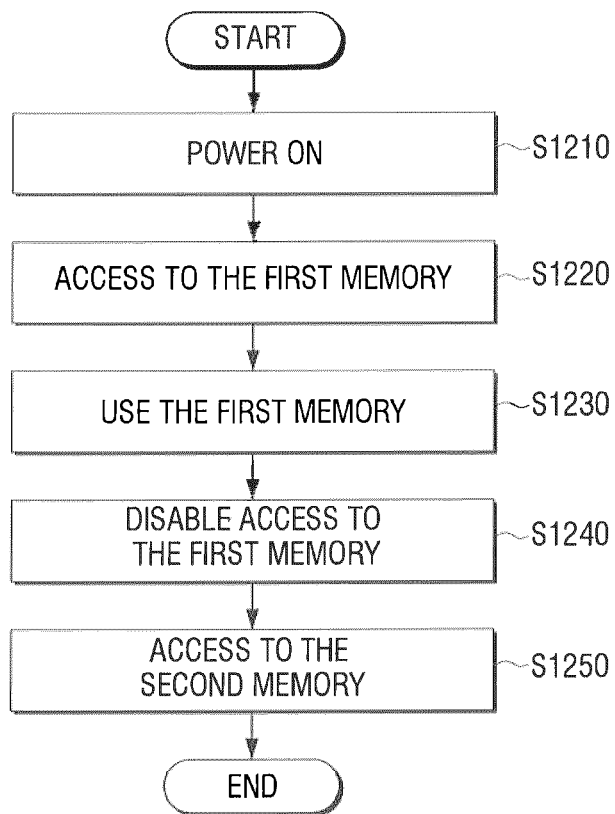 START
POWER ON
S1210
ACCESS TO THE FIRST MEMORY
S1220
USE THE FIRST MEMORY
S1230
DISABLE ACCESS TO
THE FIRST MEMORY
S1240
ACCESS TO THE
SECOND MEMORY
S1250
END